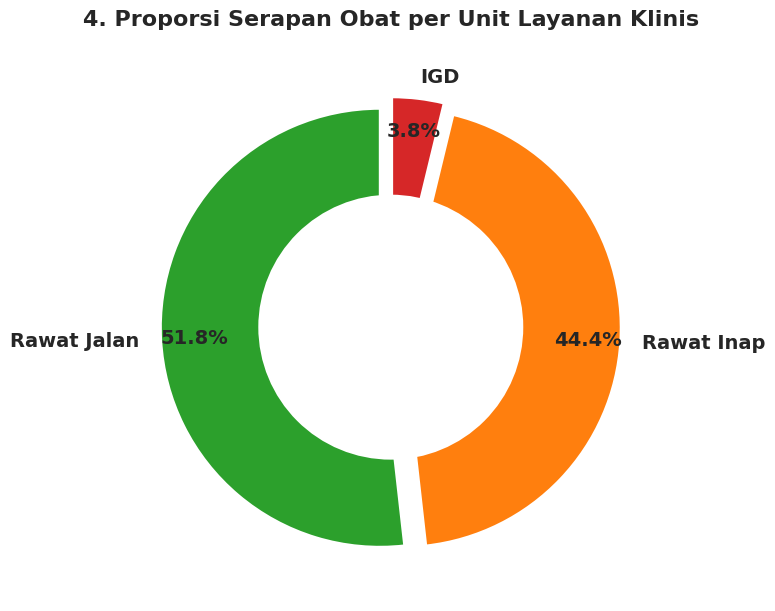 4. Proporsi Serapan Obat per Unit Layanan Klinis
IGD
3.8%
Rawat Jalan
51.8%
44.4%
Rawat Inap